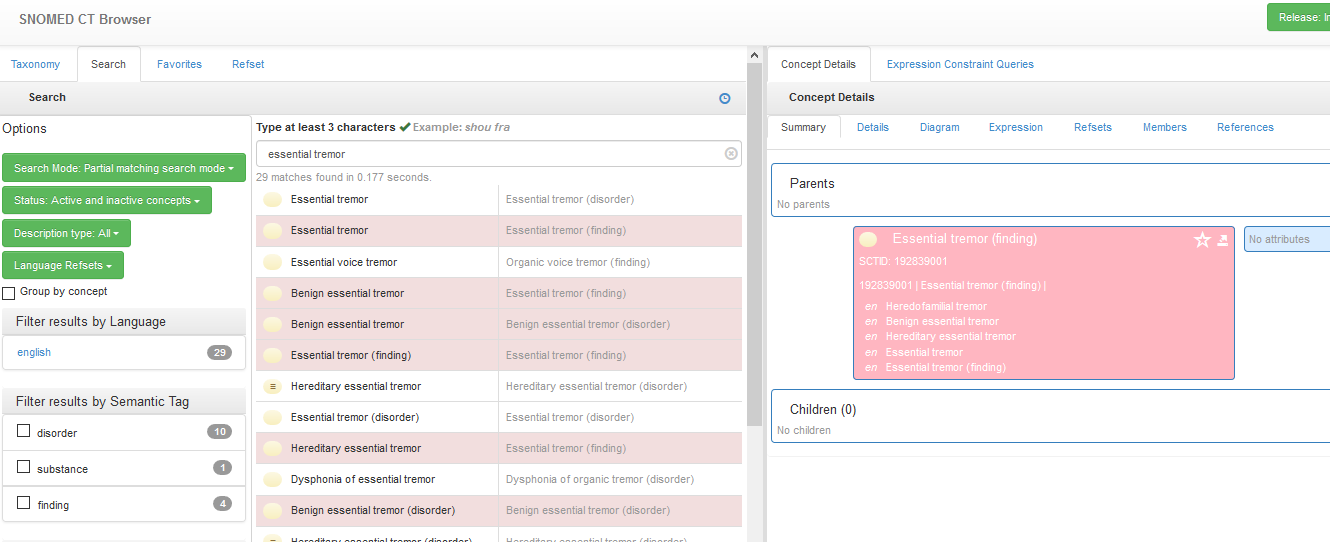 SNOMED CT Browser
Release: In
Taxonomy
Search
Favorites
Refset
Search
Options
Search Mode: Partial matching search mode
Status: Active and inactive concepts
Description type: All
Language Refsets
Group by concept
Filter results by Language
english 29
Filter results by Semantic Tag
disorder 10
substance 1
finding 4
Type at least 3 characters Example: shou fra
essential tremor
29 matches found in 0.177 seconds.
Essential tremor Essential tremor (disorder)
Essential tremor Essential tremor (finding)
Essential voice tremor Organic voice tremor (finding)
Benign essential tremor Essential tremor (finding)
Benign essential tremor Benign essential tremor (disorder)
Essential tremor (finding) Essential tremor (finding)
Hereditary essential tremor Hereditary essential tremor (disorder)
Essential tremor (disorder) Essential tremor (disorder)
Hereditary essential tremor Essential tremor (finding)
Dysphonia of essential tremor Dysphonia of organic tremor (disorder)
Benign essential tremor (disorder) Benign essential tremor (disorder)
Hereditary essential tremor (disorder) Hereditary essential tremor (disorder)
Concept Details
Expression Constraint Queries
Concept Details
Summary
Details
Diagram
Expression
Refsets
Members
References
Parents
No parents
Essential tremor (finding)
SCTID: 192839001
192839001 | Essential tremor (finding) |
en Heredofamilial tremor
en Benign essential tremor
en Hereditary essential tremor
en Essential tremor
en Essential tremor (finding)
No attributes
Children (0)
No children